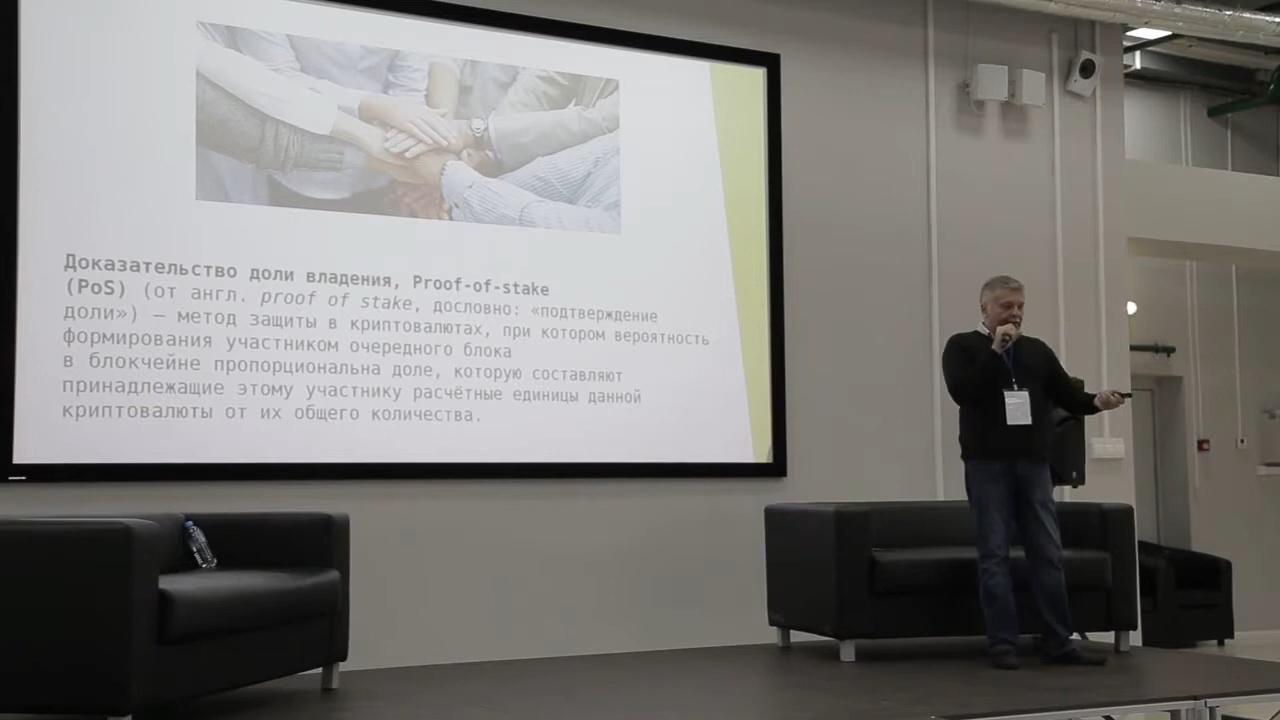 Доказательство доли владения, Proof-of-stake
(PoS) (от англ. proof of stake, дословно: «подтверждение
доли») — метод защиты в криптовалютах, при котором вероятность
формирования участником очередного блока
в блокчейне пропорциональна доле, которую составляют
принадлежащие этому участнику расчётные единицы данной
криптовалюты от их общего количества.